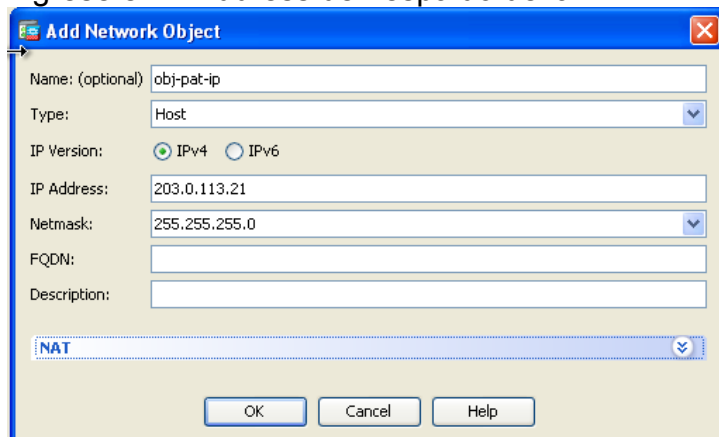 Add Network Object
Name: (optional) obj-pat-ip
Type: Host
IP Version: IPv4 IPv6
IP Address: 203.0.113.21
Netmask: 255.255.255.0
FQDN:
Description:
NAT
OK Cancel Help